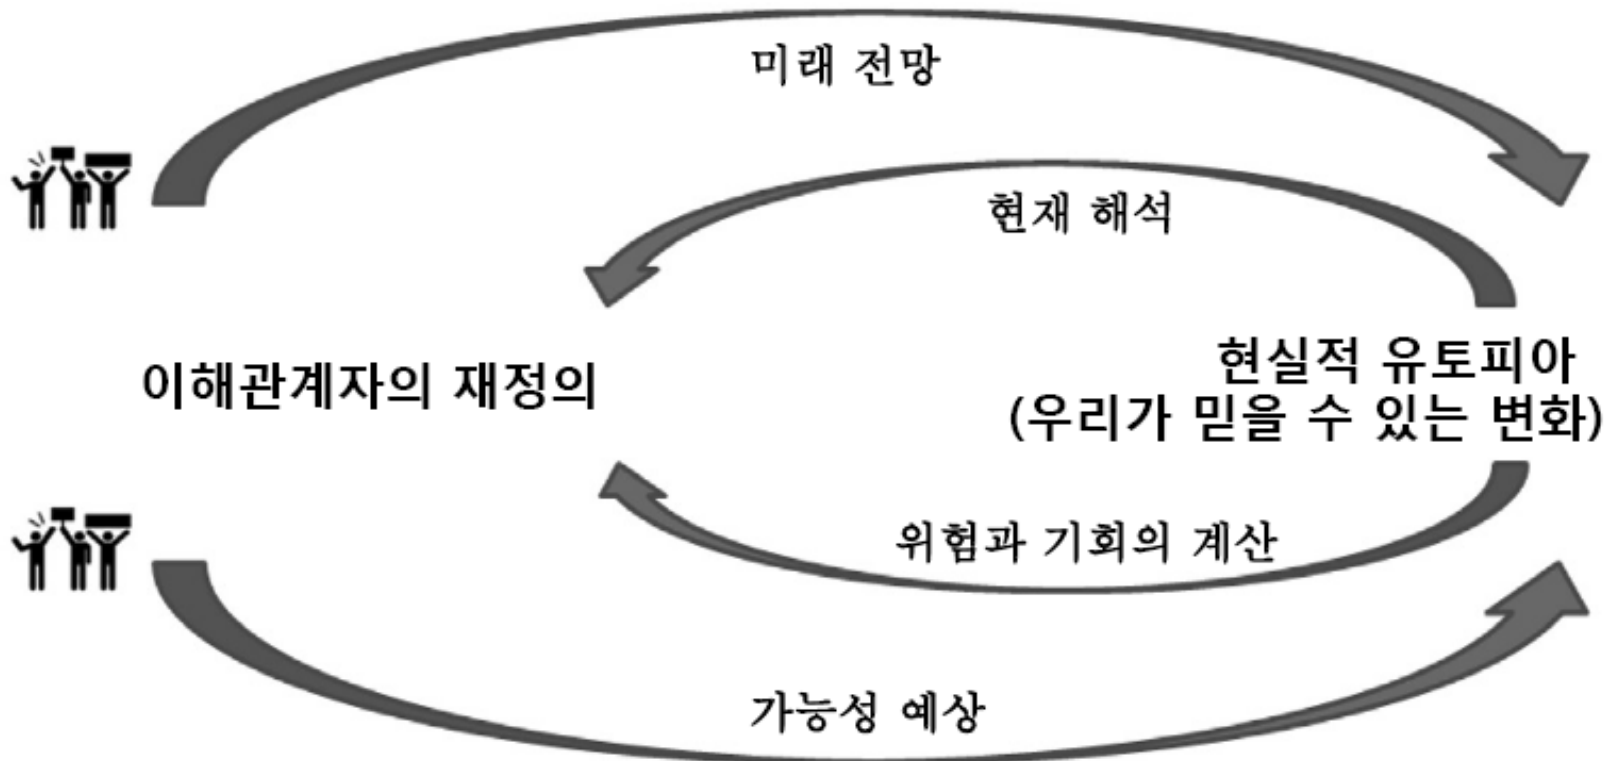 미래 전망
현재 해석
이해관계자의 재정의
현실적 유토피아
(우리가 믿을 수 있는 변화)
위험과 기회의 계산
가능성 예상